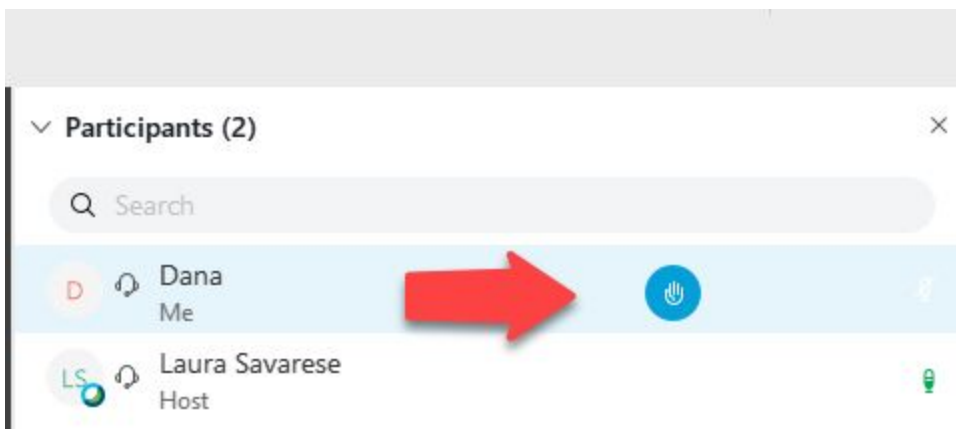 Participants (2)
Search
D
Dana
Me
LS
Laura Savarese
Host